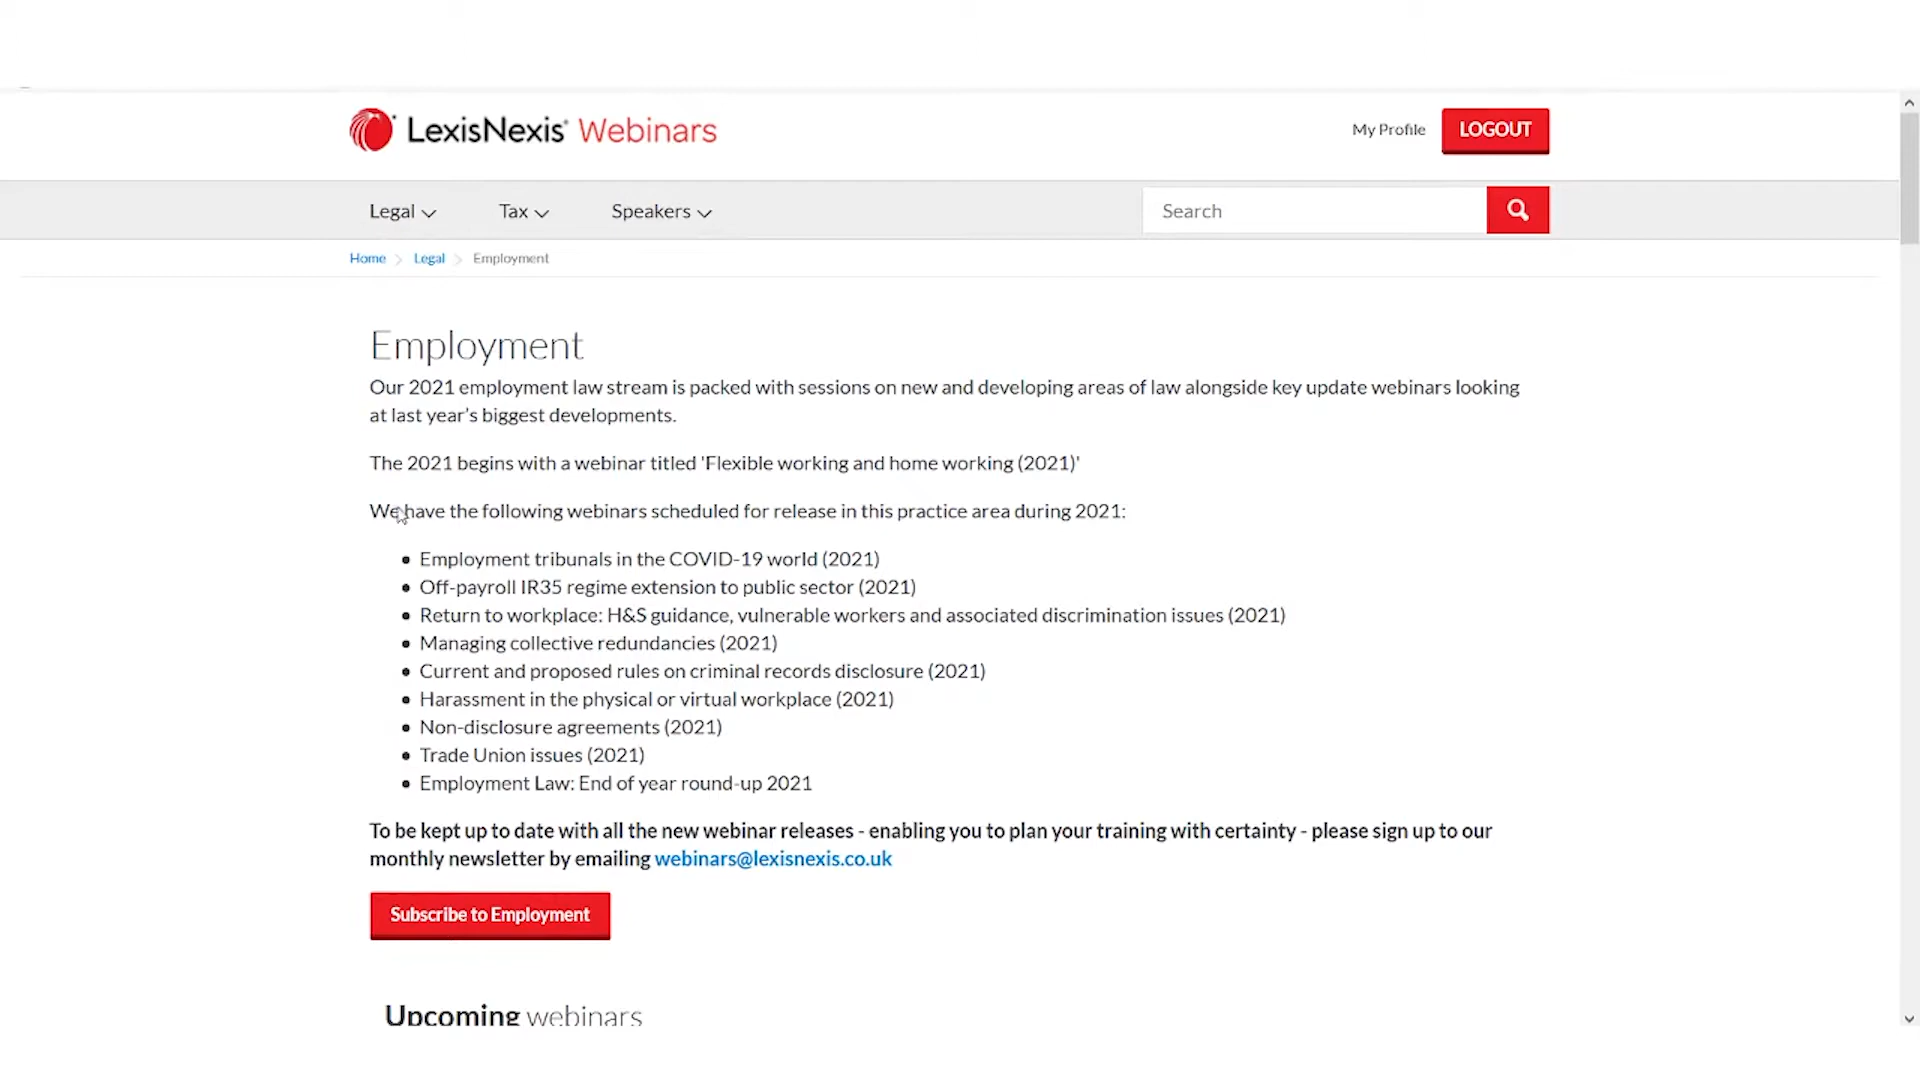 LexisNexis® Webinars
My Profile
LOGOUT
Legal
Tax
Speakers
Search
Home
Legal
Employment
Employment
Our 2021 employment law stream is packed with sessions on new and developing areas of law alongside key update webinars looking
at last year's biggest developments.
The 2021 begins with a webinar titled 'Flexible working and home working (2021)'
We have the following webinars scheduled for release in this practice area during 2021:
• Employment tribunals in the COVID-19 world (2021)
• Off-payroll IR35 regime extension to public sector (2021)
• Return to workplace: H&S guidance, vulnerable workers and associated discrimination issues (2021)
• Managing collective redundancies (2021)
• Current and proposed rules on criminal records disclosure (2021)
• Harassment in the physical or virtual workplace (2021)
• Non-disclosure agreements (2021)
• Trade Union issues (2021)
• Employment Law: End of year round-up 2021
To be kept up to date with all the new webinar releases - enabling you to plan your training with certainty - please sign up to our
monthly newsletter by emailing webinars@lexisnexis.co.uk
Subscribe to Employment
Upcoming webinars